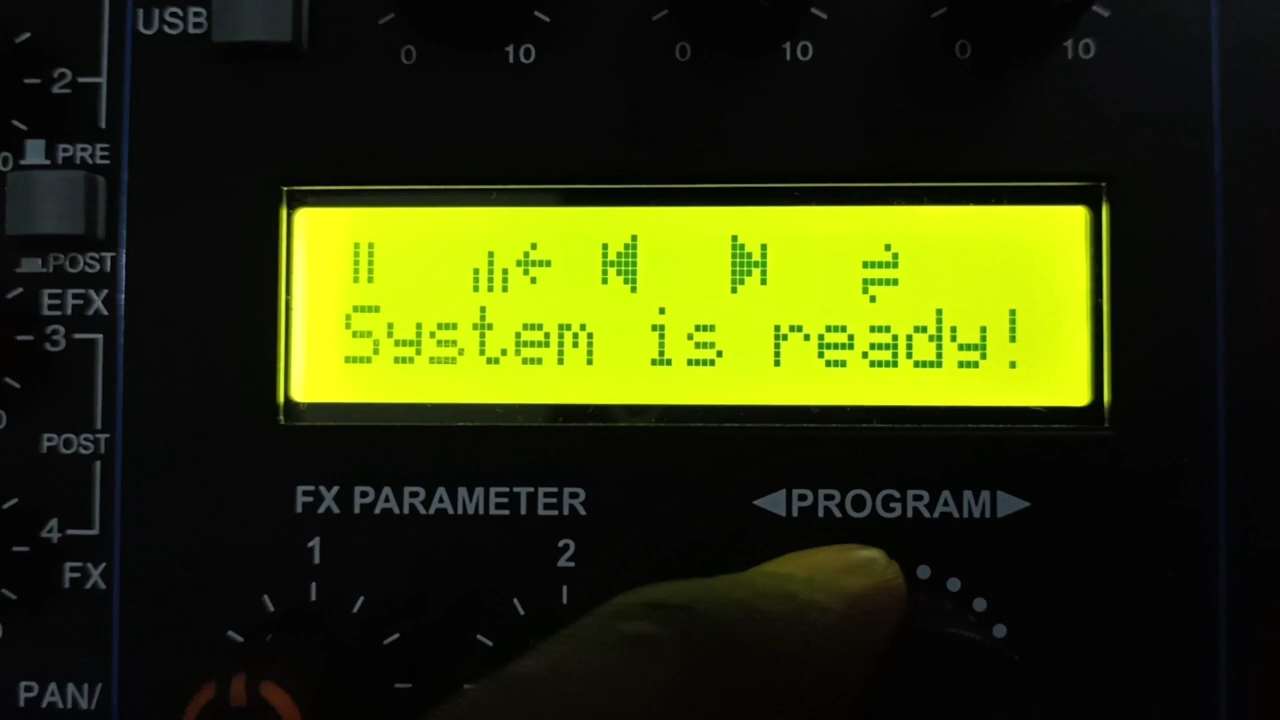 USB
0 10 0 10 0 10
2
0 PRE
POST
EFX
3
System is ready!
POST
4
FX
FX PARAMETER
◀PROGRAM▶
1 2
PAN/